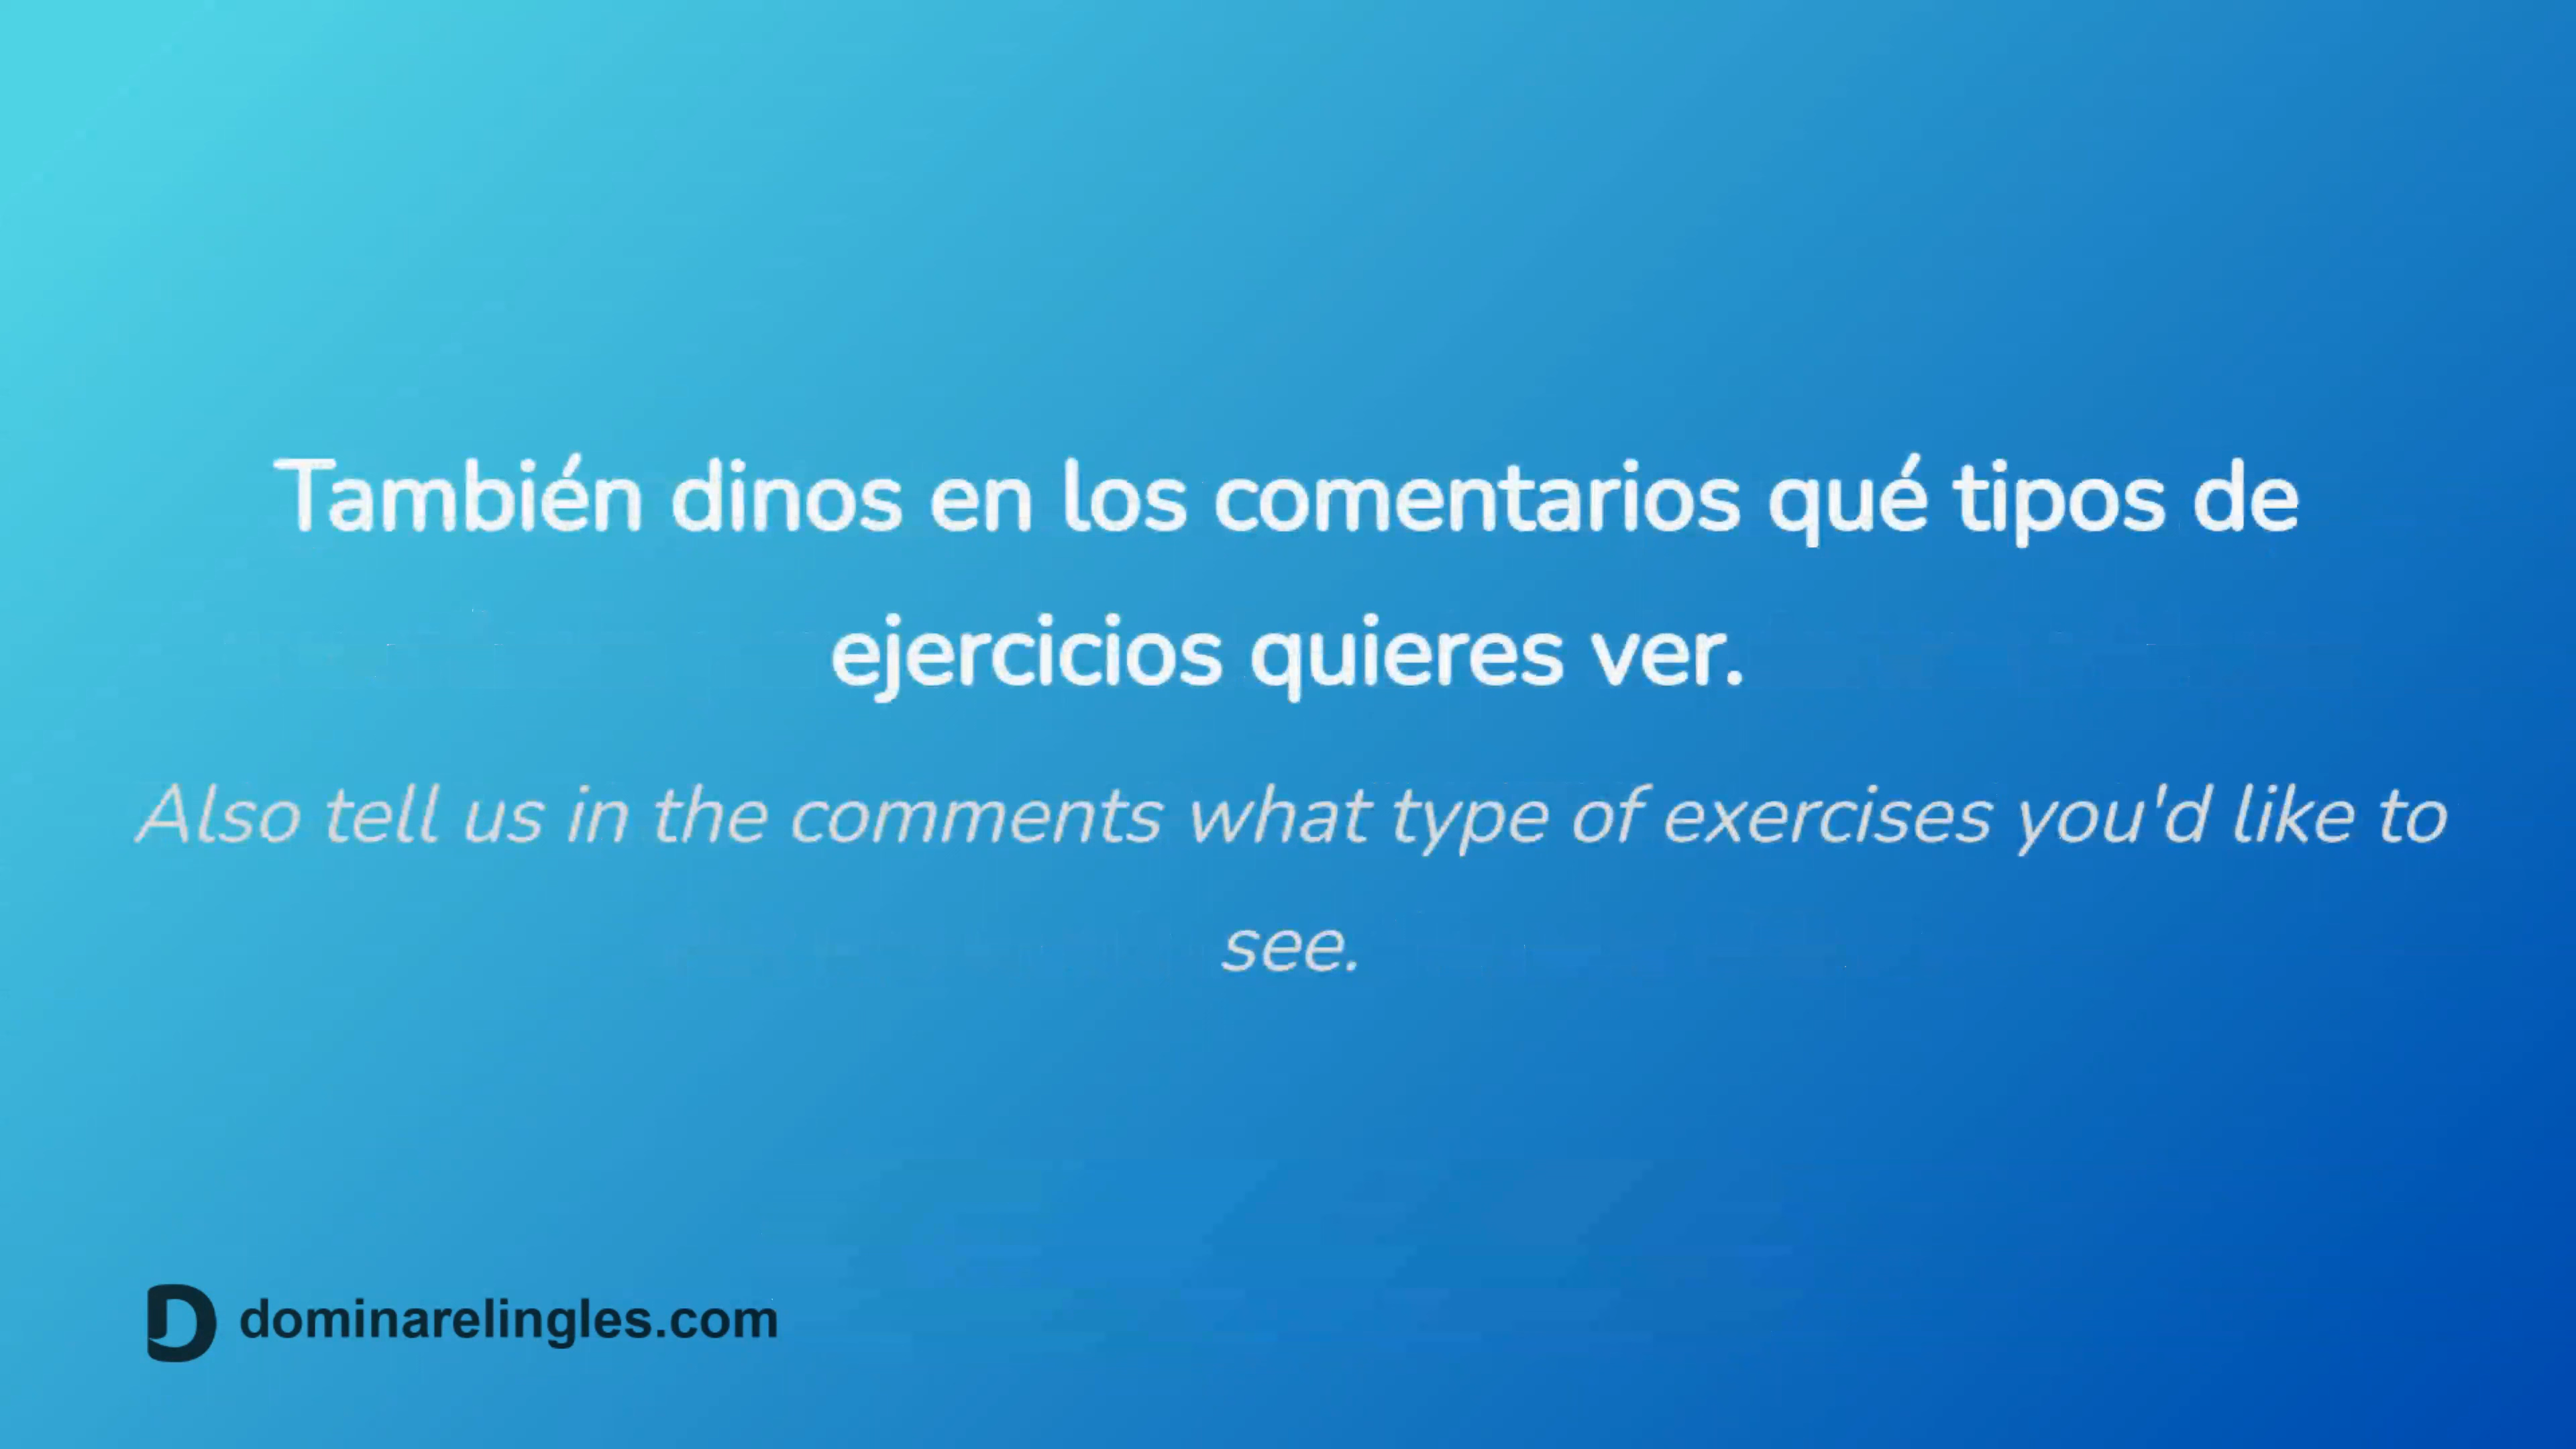 También dinos en los comentarios qué tipos de
ejercicios quieres ver.
Also tell us in the comments what type of exercises you'd like to
see.
dominarelingles.com